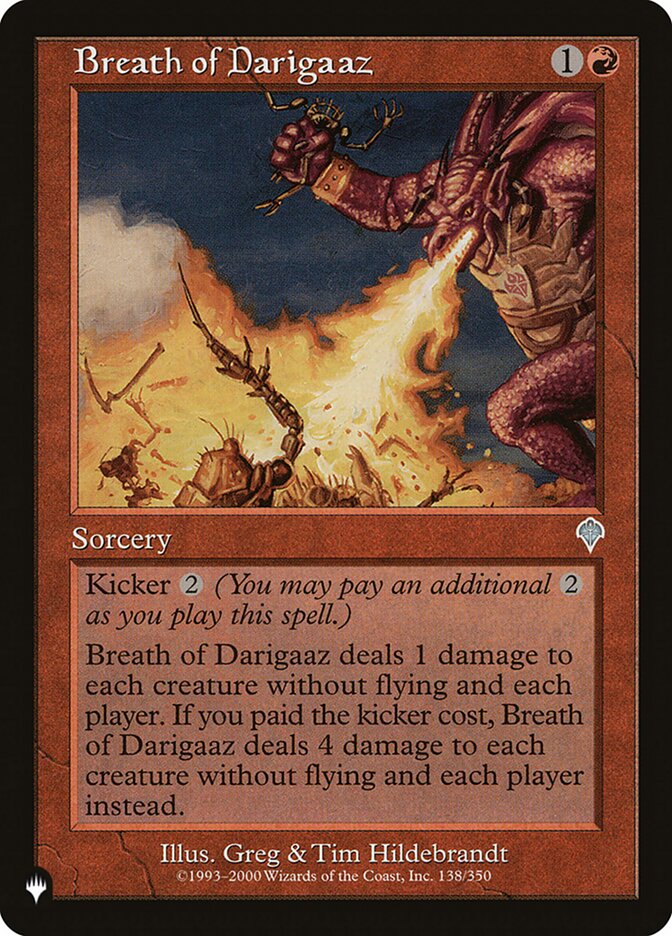 Breath of Darigaaz 1
Sorcery
Kicker 2 (You may pay an additional 2
as you play this spell.)
Breath of Darigaaz deals 1 damage to
each creature without flying and each
player. If you paid the kicker cost, Breath
of Darigaaz deals 4 damage to each
creature without flying and each player
instead.
Illus. Greg & Tim Hildebrandt
©1993–2000 Wizards of the Coast, Inc. 138/350